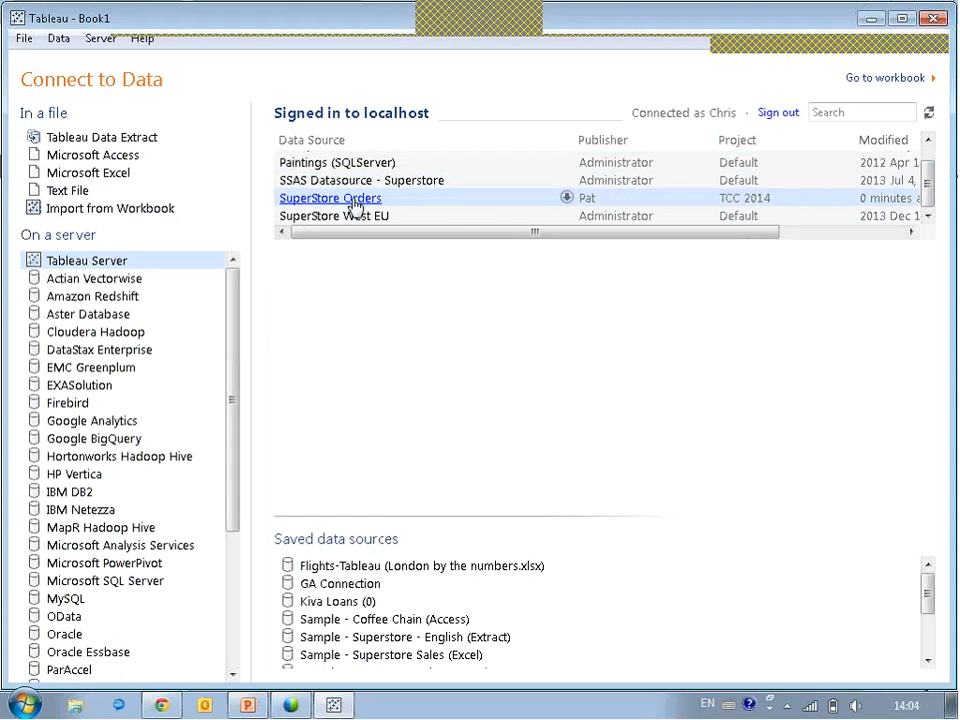 Tableau - Book1
File Data Server Help
Connect to Data
Go to workbook
In a file
Tableau Data Extract
Microsoft Access
Microsoft Excel
Text File
Import from Workbook
On a server
Tableau Server
Actian Vectorwise
Amazon Redshift
Aster Database
Cloudera Hadoop
DataStax Enterprise
EMC Greenplum
EXASolution
Firebird
Google Analytics
Google BigQuery
Hortonworks Hadoop Hive
HP Vertica
IBM DB2
IBM Netezza
MapR Hadoop Hive
Microsoft Analysis Services
Microsoft PowerPivot
Microsoft SQL Server
MySQL
OData
Oracle
Oracle Essbase
ParAccel
Signed in to localhost
Connected as Chris · Sign out Search
Data Source Publisher Project Modified
Paintings (SQLServer) Administrator Default 2012 Apr 1
SSAS Datasource - Superstore Administrator Default 2013 Jul 4,
SuperStore Orders Pat TCC 2014 0 minutes a
SuperStore West EU Administrator Default 2013 Dec 1
Saved data sources
Flights-Tableau (London by the numbers.xlsx)
GA Connection
Kiva Loans (0)
Sample - Coffee Chain (Access)
Sample - Superstore - English (Extract)
Sample - Superstore Sales (Excel)
EN 14:04